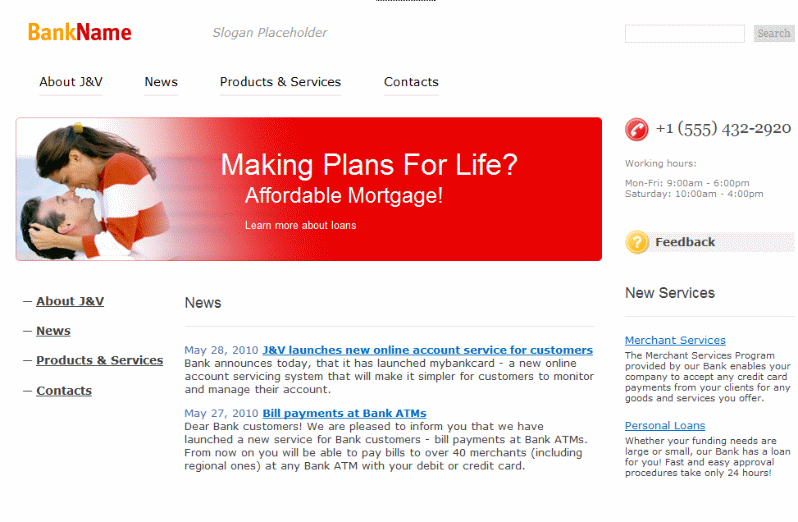 BankName
Slogan Placeholder
Search
About J&V
News
Products & Services
Contacts
Making Plans For Life?
Affordable Mortgage!
Learn more about loans
+1 (555) 432-2920
Working hours:
Mon-Fri: 9:00am - 6:00pm
Saturday: 10:00am - 4:00pm
? Feedback
— About J&V
— News
— Products & Services
— Contacts
News
May 28, 2010 J&V launches new online account service for customers
Bank announces today, that it has launched mybankcard - a new online
account servicing system that will make it simpler for customers to monitor
and manage their account.
May 27, 2010 Bill payments at Bank ATMs
Dear Bank customers! We are pleased to inform you that we have
launched a new service for Bank customers - bill payments at Bank ATMs.
From now on you will be able to pay bills to over 40 merchants (including
regional ones) at any Bank ATM with your debit or credit card.
New Services
Merchant Services
The Merchant Services Program
provided by our Bank enables your
company to accept any credit card
payments from your clients for any
goods and services you offer.
Personal Loans
Whether your funding needs are
large or small, our Bank has a loan
for you! Fast and easy approval
procedures take only 24 hours!